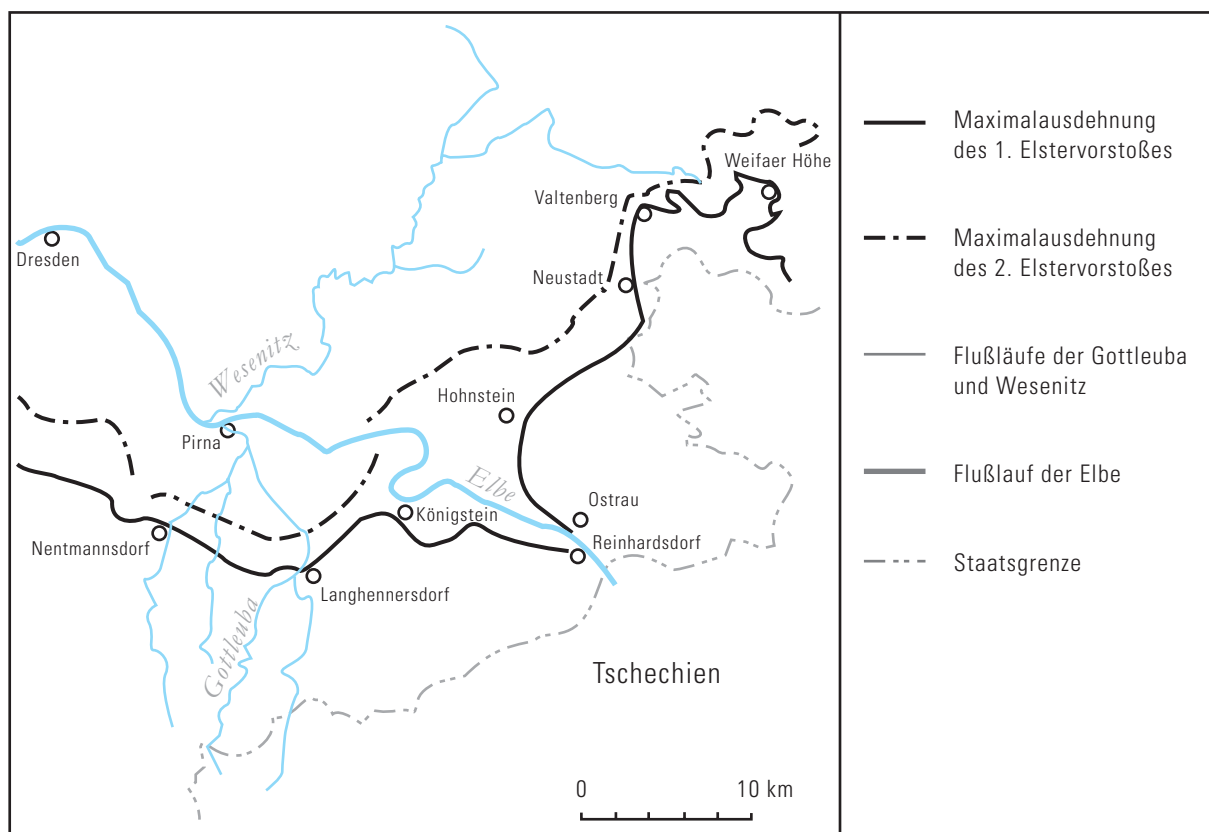 Weifaer Höhe
Valtenberg
Dresden
Neustadt
Wesenitz
Hohnstein
Pirna
Elbe
Ostrau
Königstein
Nentmannsdorf
Reinhardsdorf
Langhennersdorf
Gottleuba
Tschechien
0 10 km
Maximalausdehnung
des 1. Elstervorstoßes
Maximalausdehnung
des 2. Elstervorstoßes
Flußläufe der Gottleuba
und Wesenitz
Flußlauf der Elbe
Staatsgrenze